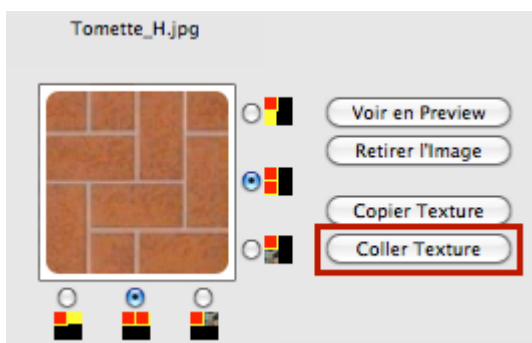 Tomette_H.jpg
Voir en Preview
Retirer l'Image
Copier Texture
Coller Texture